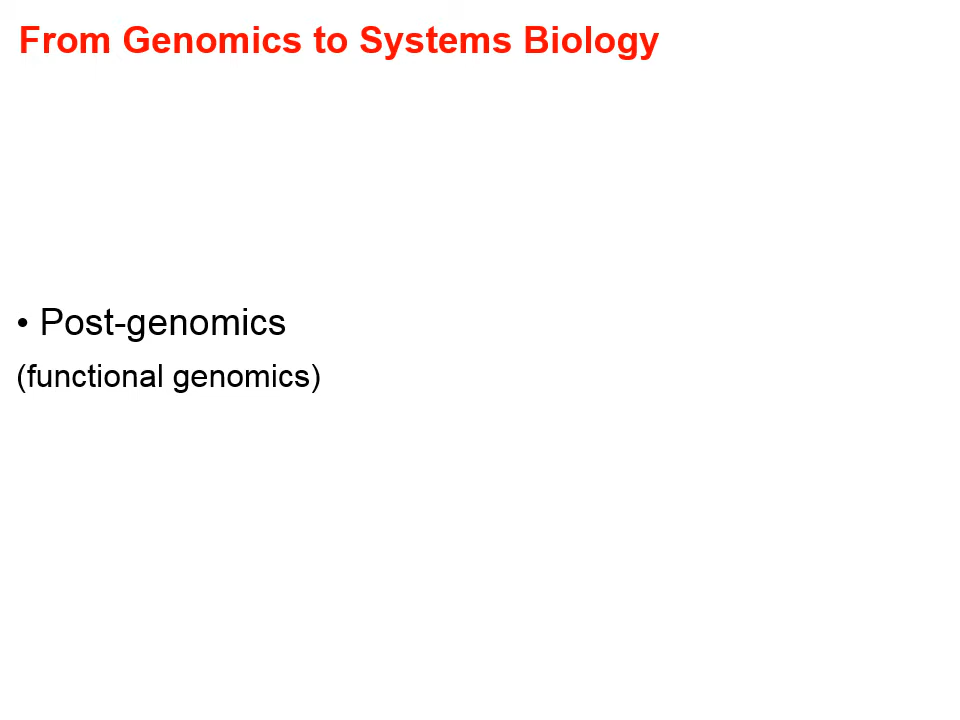 From Genomics to Systems Biology
• Post-genomics
(functional genomics)